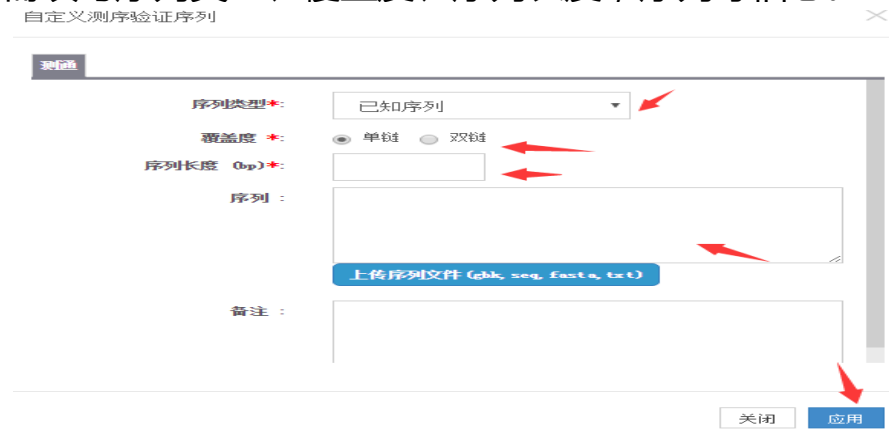 自定义测序验证序列
测通
序列类型*: 已知序列
覆盖度 *: 单链 双链
序列长度 (bp)*:
序列 :
上传序列文件(gbk, seq, fasta, txt)
备注 :
关闭 应用